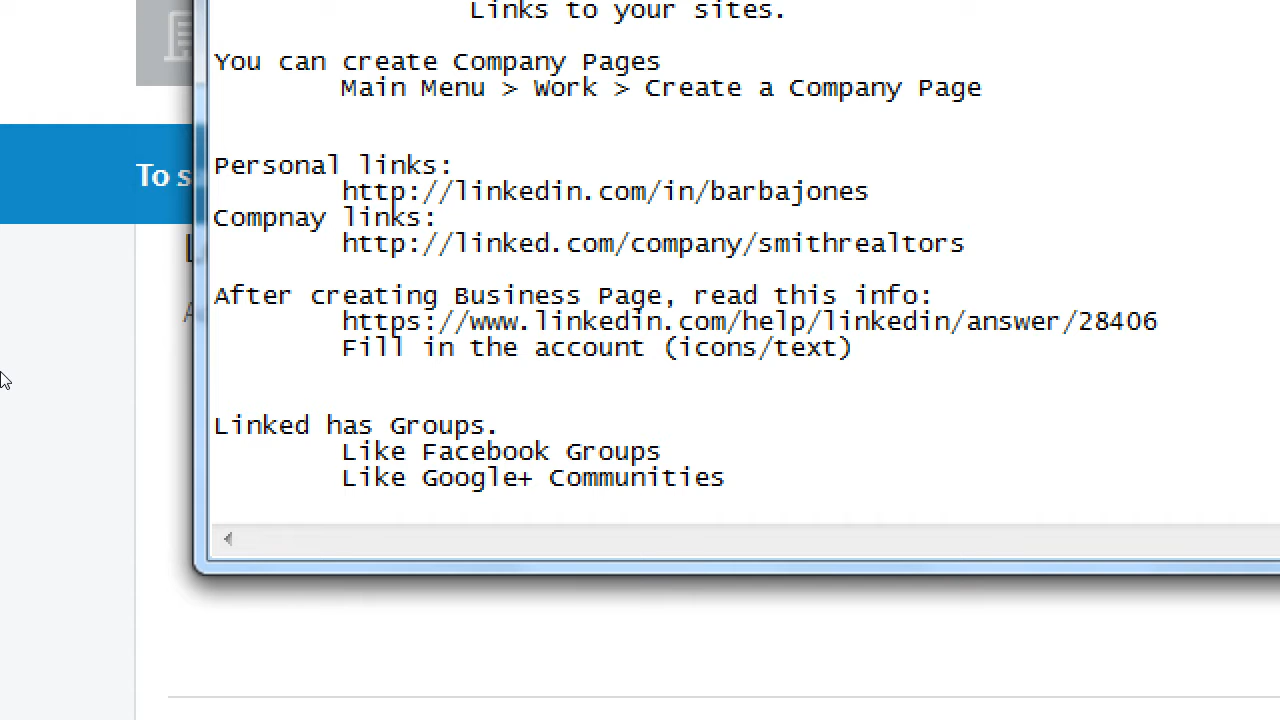 Links to your sites.
You can create Company Pages
Main Menu > Work > Create a Company Page
To s
Personal links:
http://linkedin.com/in/barbajones
Compnay links:
http://linked.com/company/smithrealtors
After creating Business Page, read this info:
https://www.linkedin.com/help/linkedin/answer/28406
Fill in the account (icons/text)
Linked has Groups.
Like Facebook Groups
Like Google+ Communities